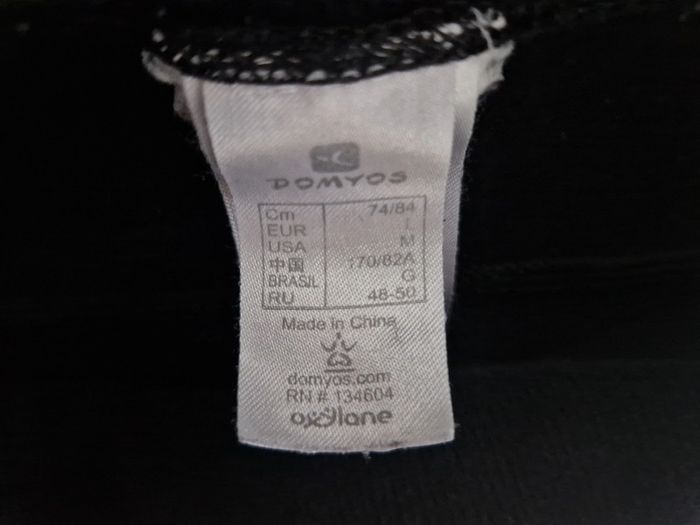 DOMYOS
Cm 74/84
EUR L
USA M
中国 170/82A
BRASIL G
RU 48-50
Made in China
domyos.com
RN # 134604
oxylane